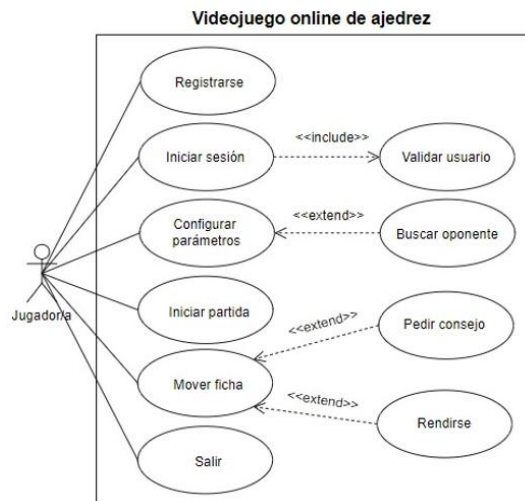 Videojuego online de ajedrez
Registrarse
<<include>>
Iniciar sesión
Validar usuario
<<extend>>
Configurar
parámetros
Buscar oponente
Jugador/a
Iniciar partida
<<extend>>
Pedir consejo
Mover ficha
<<extend>>
Rendirse
Salir